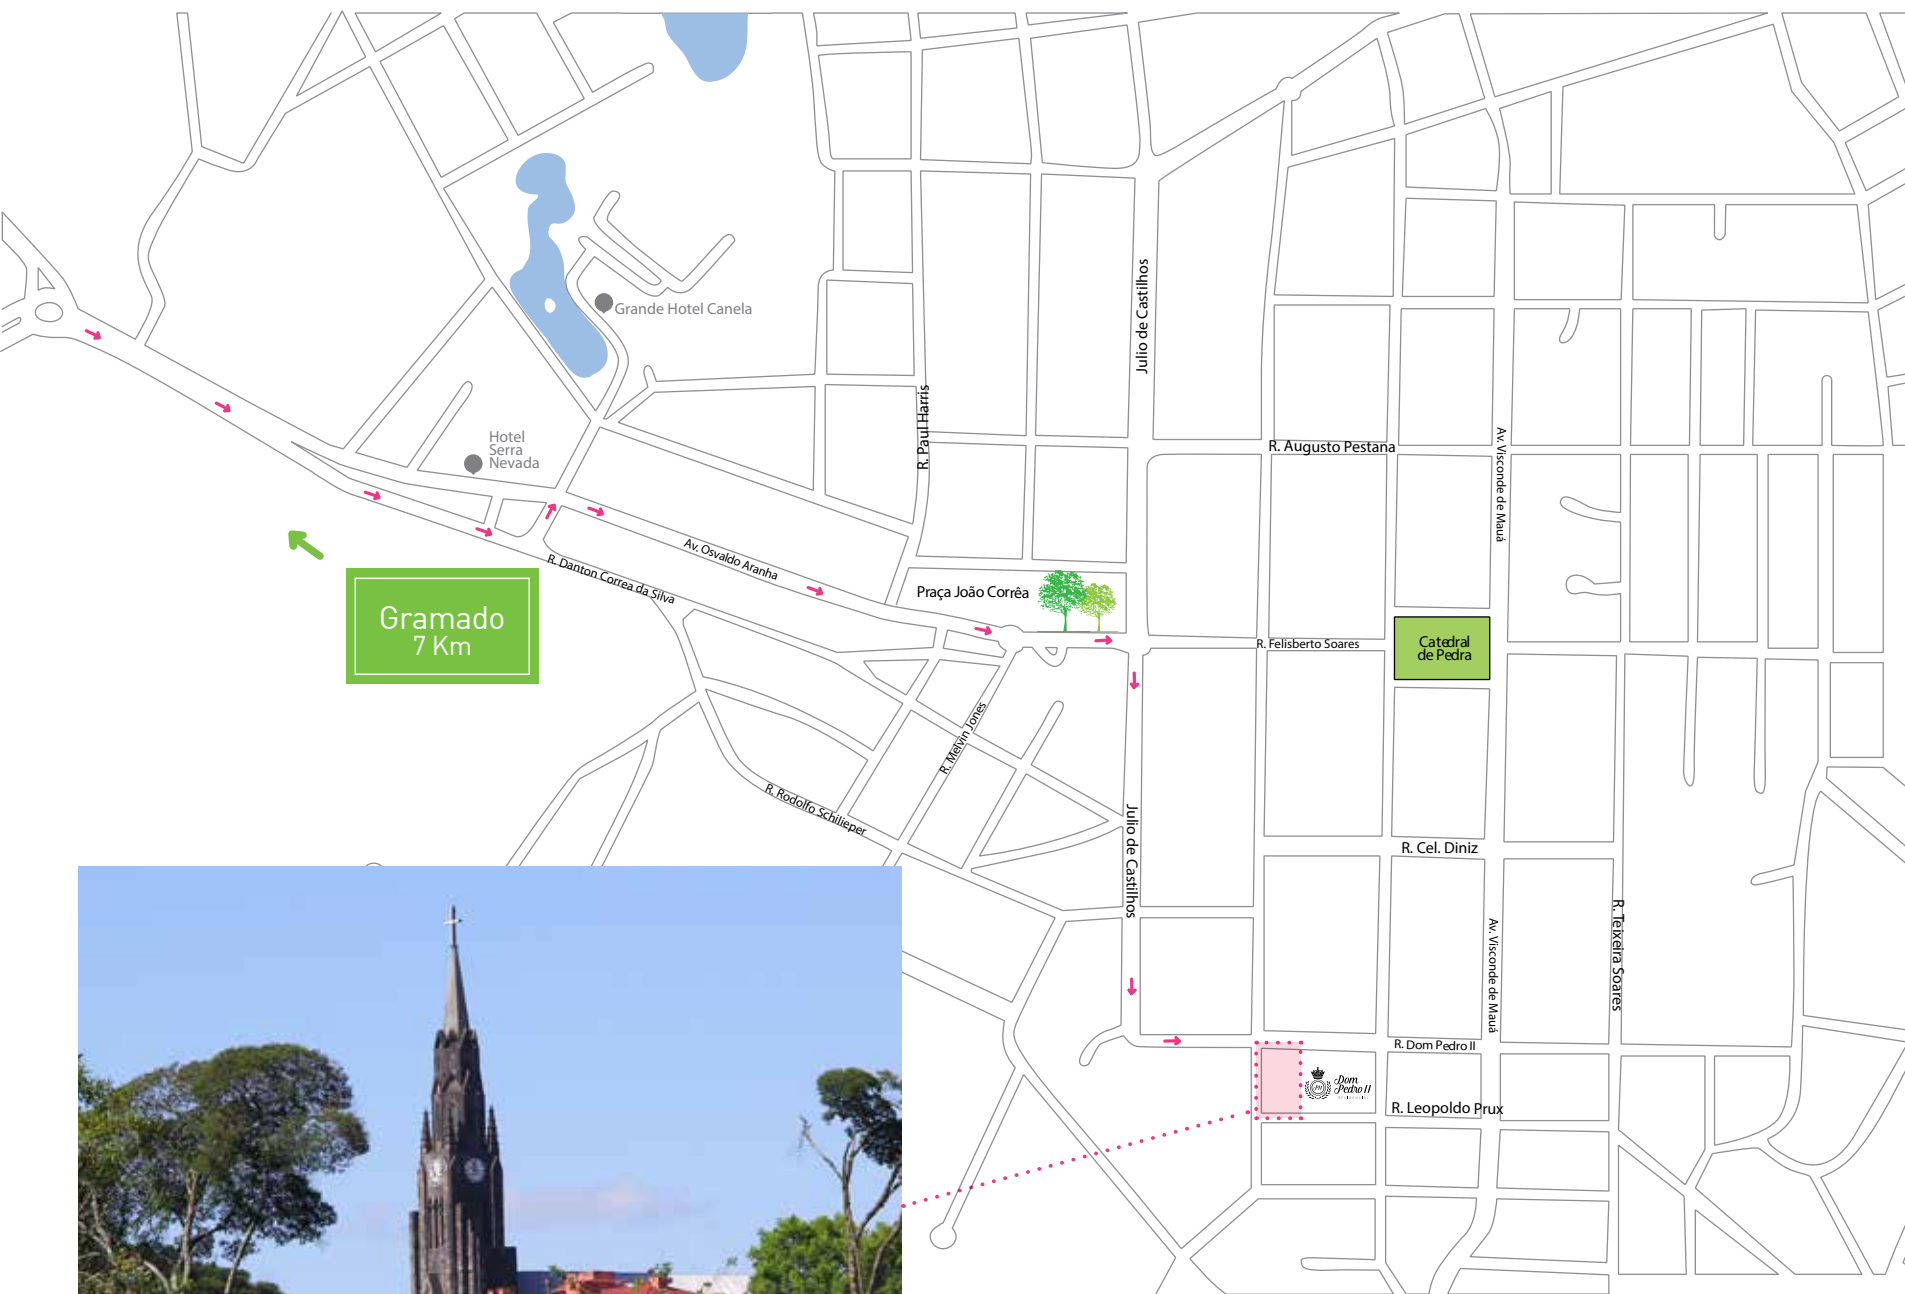 Grande Hotel Canela
Julio de Castilhos
R. Paul Harris
Hotel
Serra
Nevada
R. Augusto Pestana
Av. Visconde de Mauá
Av. Osvaldo Aranha
R. Danton Correa da Silva
Praça João Corrêa
Gramado
7 Km
R. Felisberto Soares
Catedral
de Pedra
R. Melvin Jones
R. Rodolfo Schilieper
Julio de Castilhos
R. Cel. Diniz
Av. Visconde de Mauá
R. Teixeira Soares
R. Dom Pedro II
Dom
Pedro II
R. Leopoldo Prux